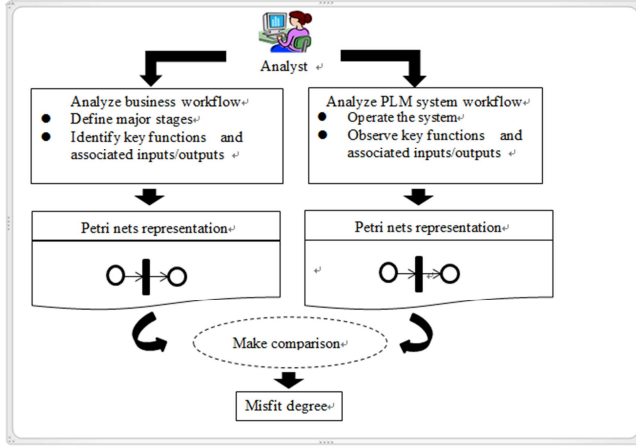 Analyst
Analyze business workflow
● Define major stages
● Identify key functions and
associated inputs/outputs
Analyze PLM system workflow
● Operate the system
● Observe key functions and
associated inputs/outputs
Petri nets representation
Petri nets representation
Make comparison
Misfit degree